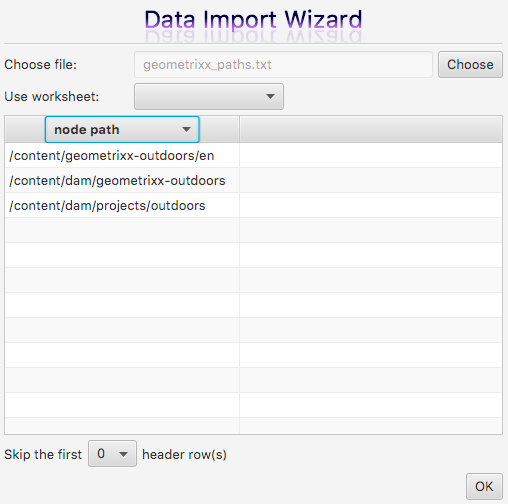 Data Import Wizard
Choose file: geometrixx_paths.txt Choose
Use worksheet:
node path
/content/geometrixx-outdoors/en
/content/dam/geometrixx-outdoors
/content/dam/projects/outdoors
Skip the first 0 header row(s)
OK